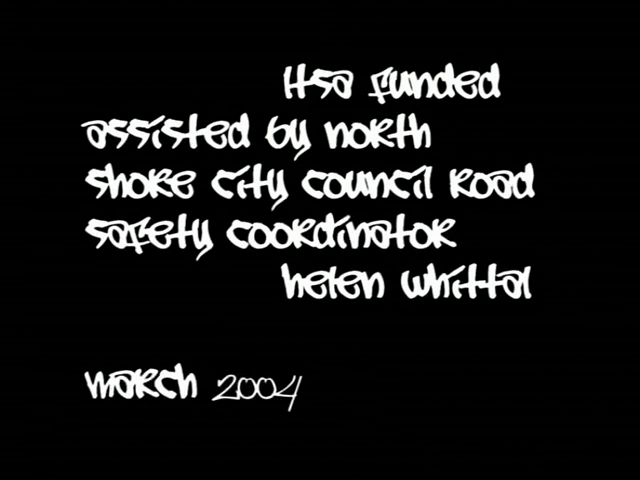 ltsa funded
assisted by north
shore city council road
safety coordinator
helen whittal
march 2004